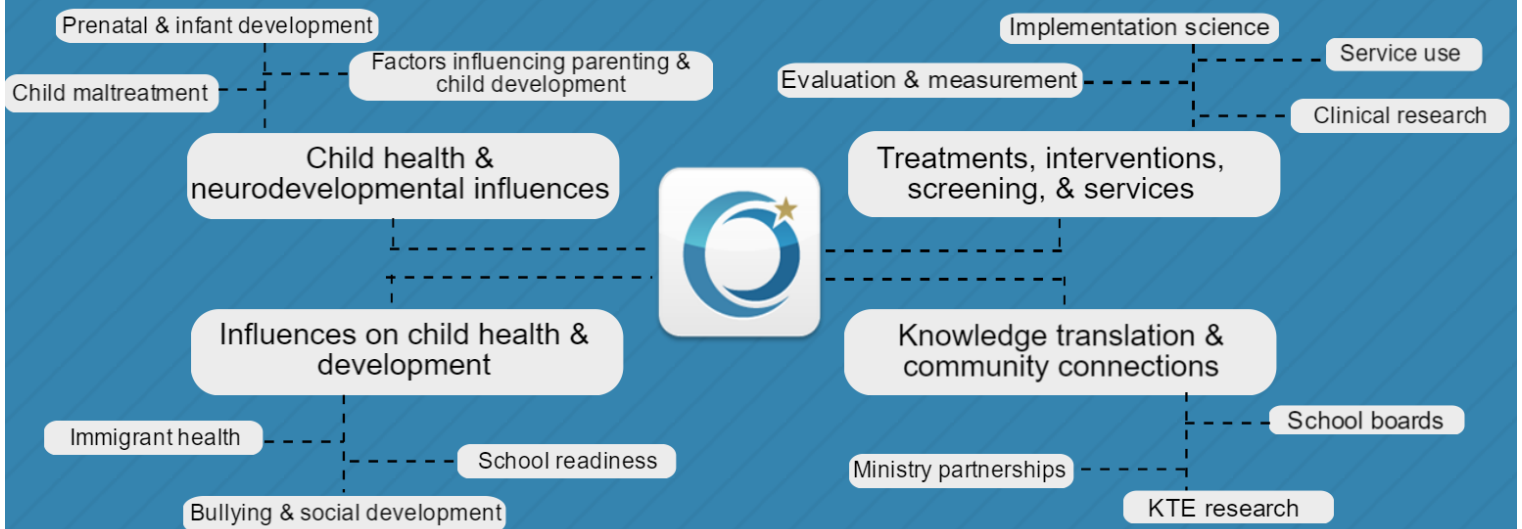 Prenatal & infant development
Factors influencing parenting &
child development
Child maltreatment
Child health &
neurodevelopmental influences
Implementation science
Service use
Evaluation & measurement
Clinical research
Treatments, interventions,
screening, & services
Influences on child health &
development
Immigrant health
School readiness
Bullying & social development
Knowledge translation &
community connections
School boards
Ministry partnerships
KTE research